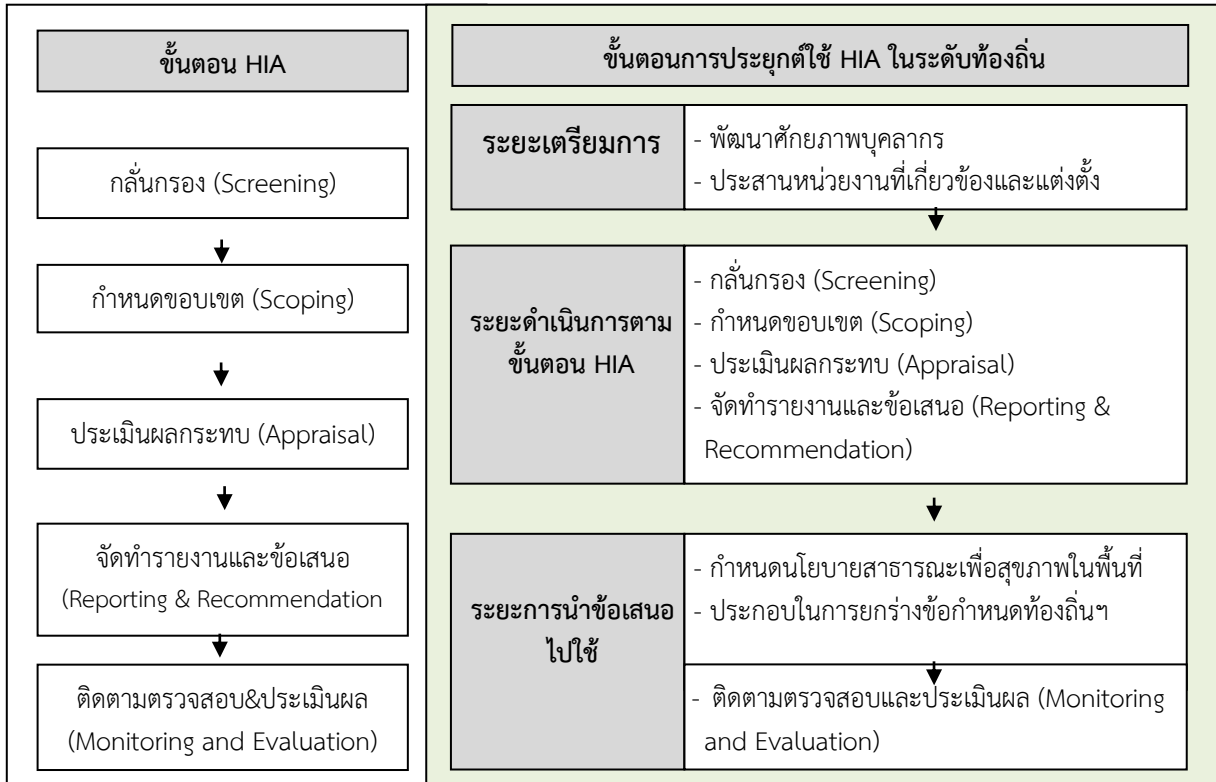 ขั้นตอน HIA
กลั่นกรอง (Screening)
กำหนดขอบเขต (Scoping)
ประเมินผลกระทบ (Appraisal)
จัดทำรายงานและข้อเสนอ
(Reporting & Recommendation
ติดตามตรวจสอบ&ประเมินผล
(Monitoring and Evaluation)
ขั้นตอนการประยุกต์ใช้ HIA ในระดับท้องถิ่น
ระยะเตรียมการ
- พัฒนาศักยภาพบุคลากร
- ประสานหน่วยงานที่เกี่ยวข้องและแต่งตั้ง
ระยะดำเนินการตาม
ขั้นตอน HIA
- กลั่นกรอง (Screening)
- กำหนดขอบเขต (Scoping)
- ประเมินผลกระทบ (Appraisal)
- จัดทำรายงานและข้อเสนอ (Reporting &
Recommendation)
ระยะการนำข้อเสนอ
ไปใช้
- กำหนดนโยบายสาธารณะเพื่อสุขภาพในพื้นที่
- ประกอบในการยกร่างข้อกำหนดท้องถิ่นฯ
- ติดตามตรวจสอบและประเมินผล (Monitoring
and Evaluation)